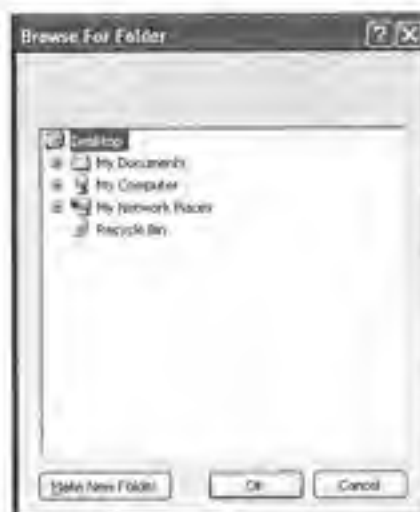 Browse For Folder
Desktop
My Documents
My Computer
My Network Places
Recycle Bin
Make New Folder
OK
Cancel